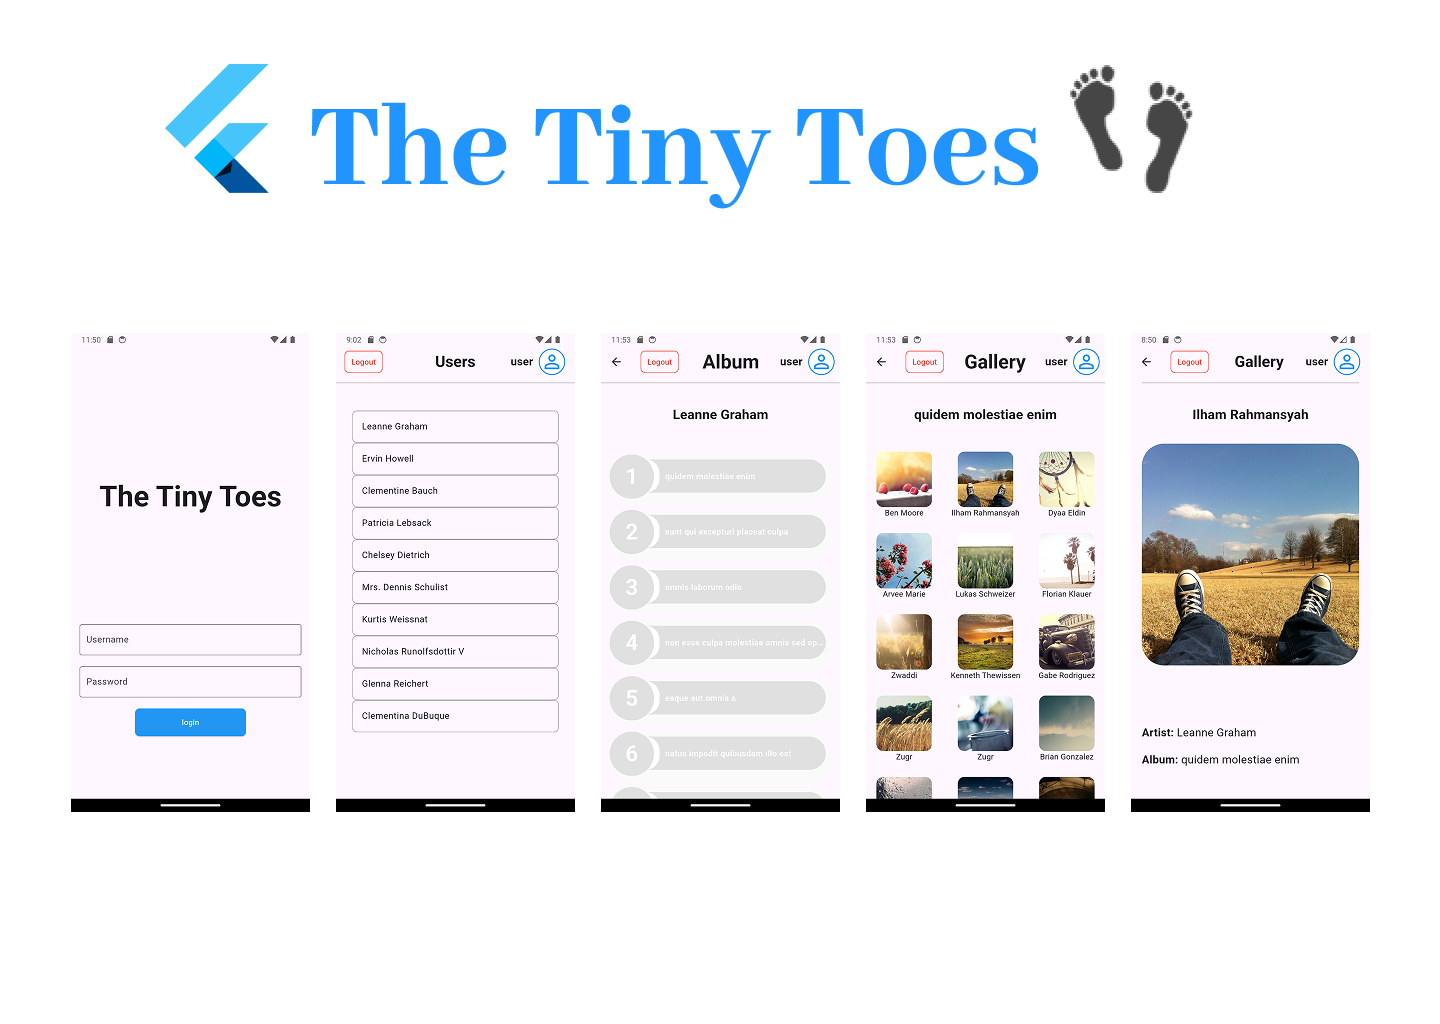 The Tiny Toes
11:50
The Tiny Toes
Username
Password
login
9:02
Logout
Users
user
Leanne Graham
Ervin Howell
Clementine Bauch
Patricia Lebsack
Chelsey Dietrich
Mrs. Dennis Schulist
Kurtis Weissnat
Nicholas Runolfsdottir V
Glenna Reichert
Clementina DuBuque
11:53
Logout
Album
user
Leanne Graham
1 quidem molestiae enim
2 sunt qui excepturi placeat culpa
3 omnis laborum odio
4 non esse culpa molestiae omnis sed op...
5 eaque aut omnis a
6 natus impedit quibusdam illo est
11:53
Logout
Gallery
user
quidem molestiae enim
Ben Moore
Ilham Rahmansyah
Dyaa Eldin
Arvee Marie
Lukas Schweizer
Florian Klauer
Zwaddi
Kenneth Thewissen
Gabe Rodriguez
Zugr
Zugr
Brian Gonzalez
8:50
Logout
Gallery
user
Ilham Rahmansyah
Artist: Leanne Graham
Album: quidem molestiae enim